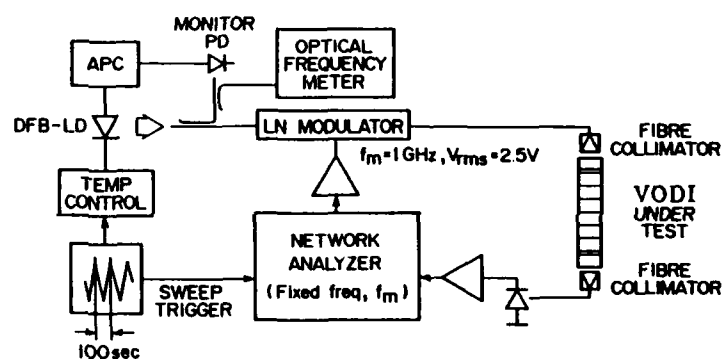 MONITOR
PD
APC
OPTICAL
FREQUENCY
METER
DFB-LD
LN MODULATOR
FIBRE
COLLIMATOR
fm=1GHz, Vrms=2.5V
TEMP
CONTROL
VODI
UNDER
TEST
NETWORK
ANALYZER
(Fixed freq, fm)
SWEEP
TRIGGER
FIBRE
COLLIMATOR
100sec